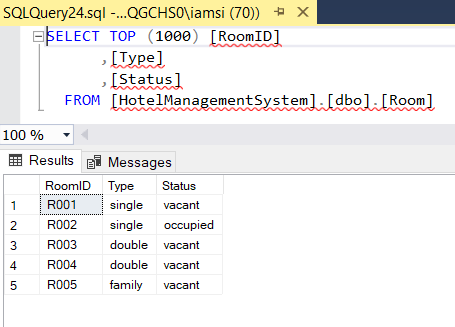 SQLQuery24.sql -...QGCHS0\iamsi (70))
SELECT TOP (1000) [RoomID]
,[Type]
,[Status]
FROM [HotelManagementSystem].[dbo].[Room]
100 %
Results Messages
RoomID Type Status
1 R001 single vacant
2 R002 single occupied
3 R003 double vacant
4 R004 double vacant
5 R005 family vacant